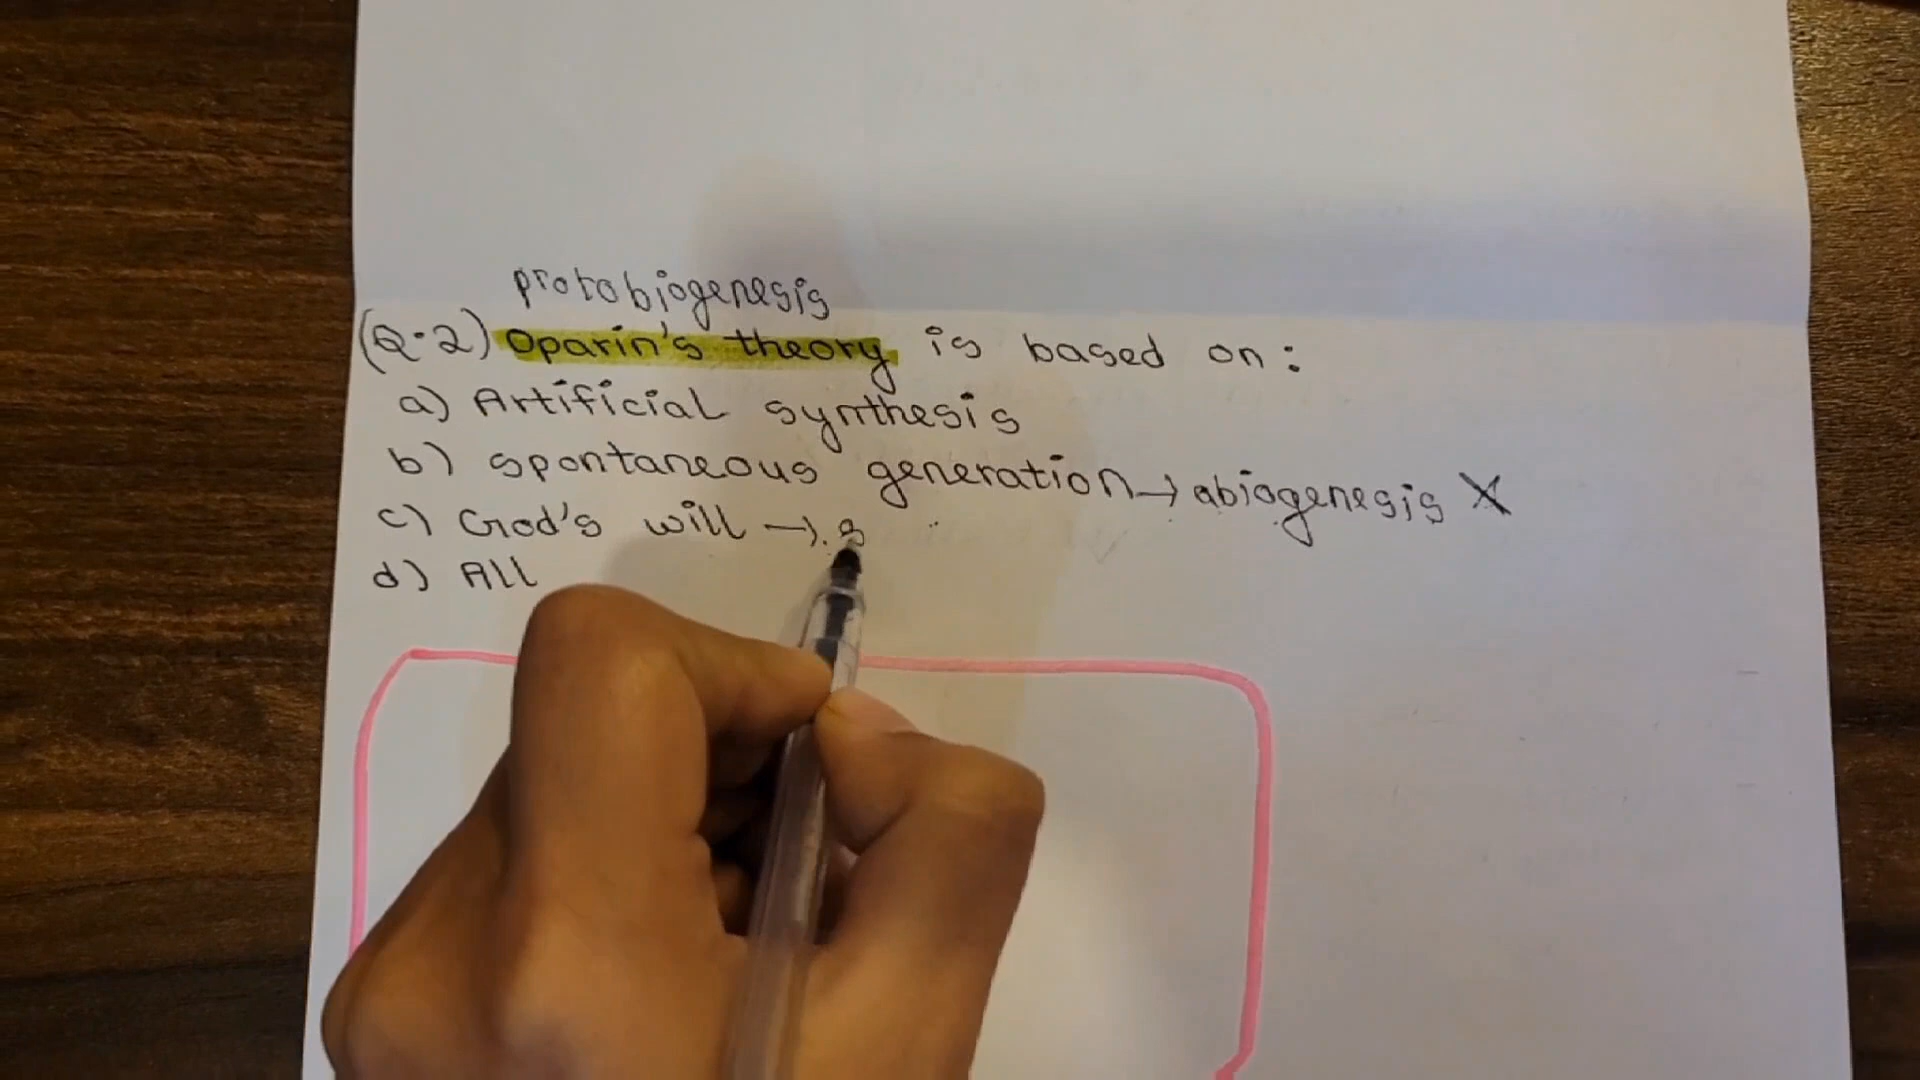 protobiogenesis
(Q.2) Oparin's theory is based on:
a) Artificial synthesis
b) spontaneous generation → abiogenesis X
c) God's will → s
d) All